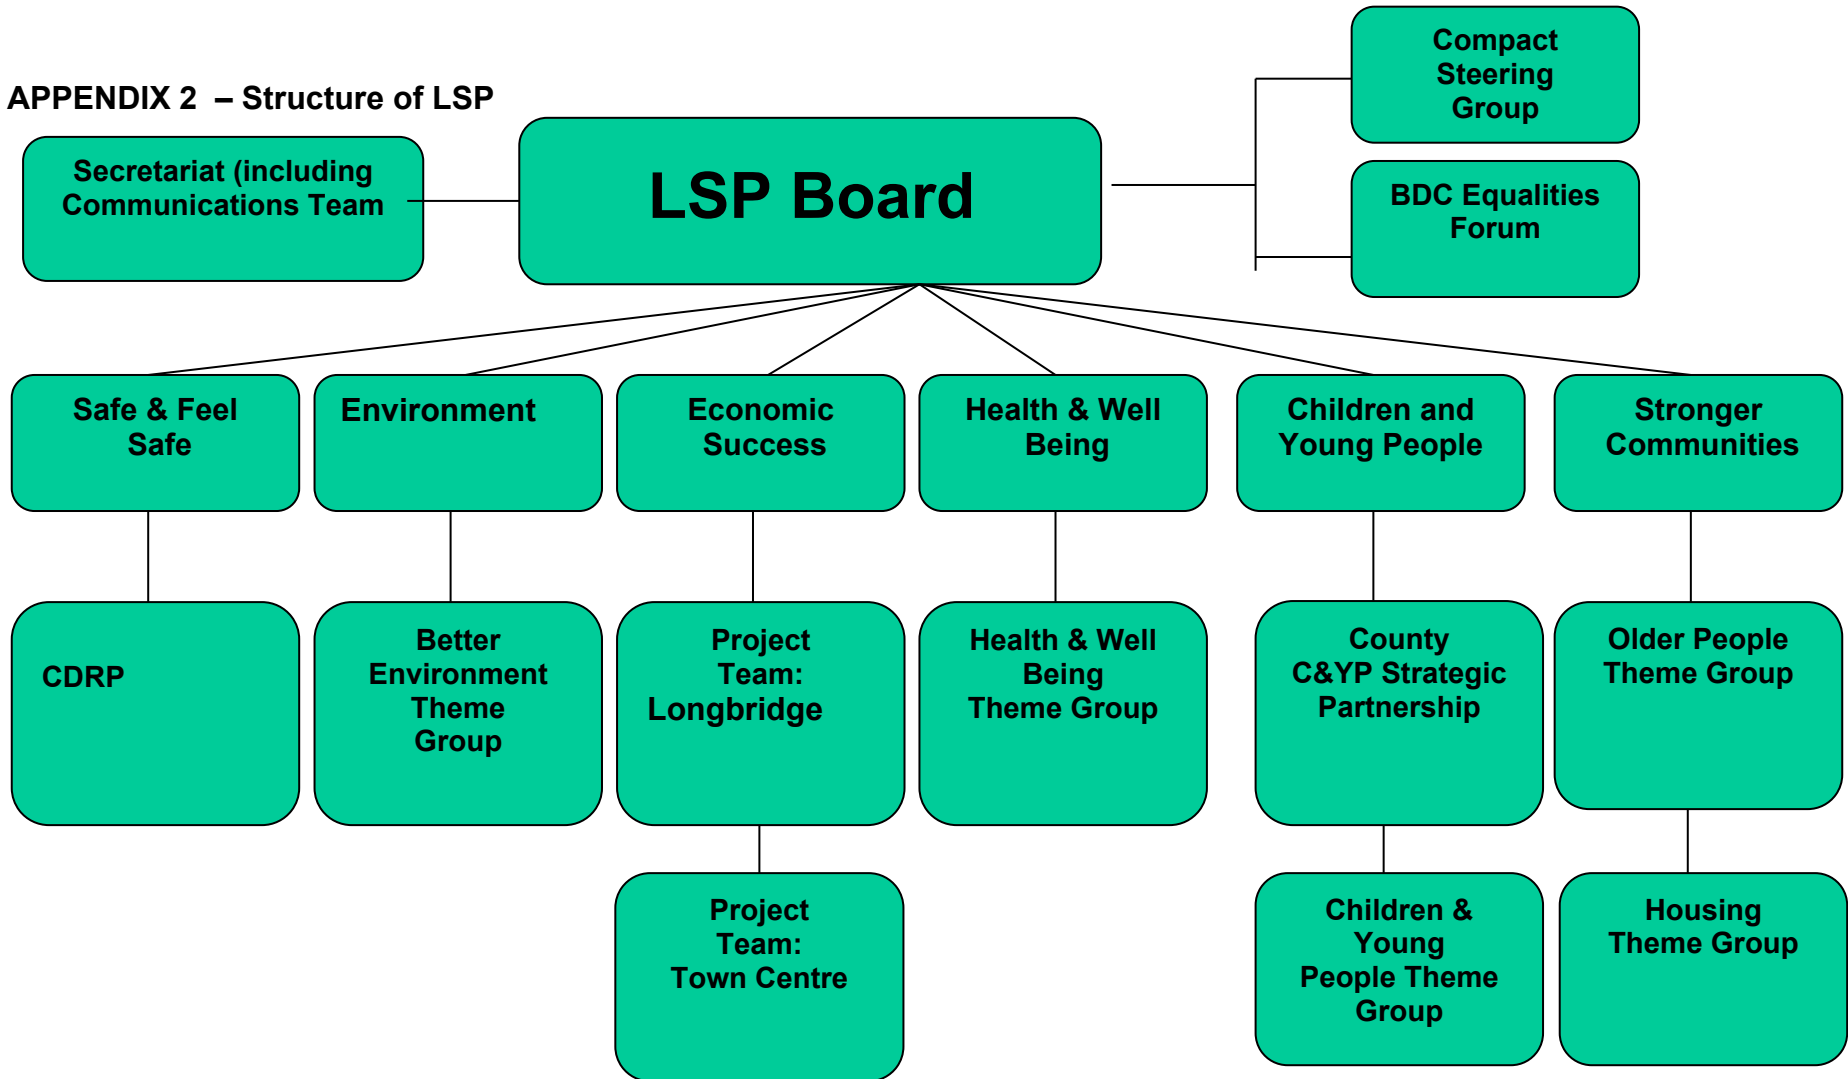 Compact
Steering
Group
APPENDIX 2 – Structure of LSP
Secretariat (including
Communications Team
LSP Board
BDC Equalities
Forum
Safe & Feel
Safe
Environment
Economic
Success
Health & Well
Being
Children and
Young People
Stronger
Communities
CDRP
Better
Environment
Theme
Group
Project
Team:
Longbridge
Health & Well
Being
Theme Group
County
C&YP Strategic
Partnership
Older People
Theme Group
Project
Team:
Town Centre
Children &
Young
People Theme
Group
Housing
Theme Group